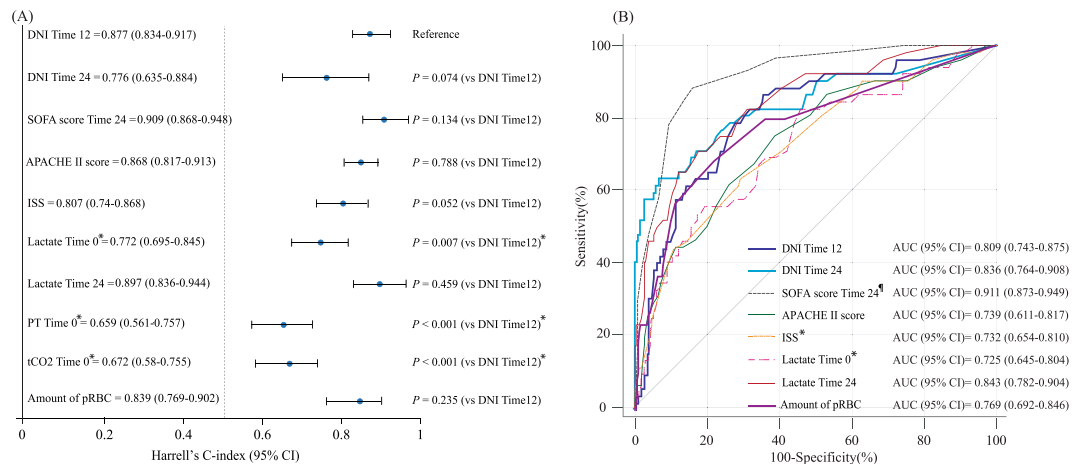 (A)
DNI Time 12 =0.877 (0.834-0.917) Reference
DNI Time 24 = 0.776 (0.635-0.884) P = 0.074 (vs DNI Time12)
SOFA score Time 24 =0.909 (0.868-0.948) P = 0.134 (vs DNI Time12)
APACHE II score = 0.868 (0.817-0.913) P = 0.788 (vs DNI Time12)
ISS = 0.807 (0.74-0.868) P = 0.052 (vs DNI Time12)
Lactate Time 0*= 0.772 (0.695-0.845) P = 0.007 (vs DNI Time12)*
Lactate Time 24 = 0.897 (0.836-0.944) P = 0.459 (vs DNI Time12)
PT Time 0*= 0.659 (0.561-0.757) P < 0.001 (vs DNI Time12)*
tCO2 Time 0*= 0.672 (0.58-0.755) P < 0.001 (vs DNI Time12)*
Amount of pRBC = 0.839 (0.769-0.902) P = 0.235 (vs DNI Time12)
0 0.2 0.4 0.6 0.8 1
Harrell's C-index (95% CI)
(B)
100
80
60
40
20
0
Sensitivity(%)
DNI Time 12 AUC (95% CI)= 0.809 (0.743-0.875)
DNI Time 24 AUC (95% CI)= 0.836 (0.764-0.908)
SOFA score Time 24¶ AUC (95% CI)= 0.911 (0.873-0.949)
APACHE II score AUC (95% CI)= 0.739 (0.611-0.817)
ISS* AUC (95% CI)= 0.732 (0.654-0.810)
Lactate Time 0* AUC (95% CI)= 0.725 (0.645-0.804)
Lactate Time 24 AUC (95% CI)= 0.843 (0.782-0.904)
Amount of pRBC AUC (95% CI)= 0.769 (0.692-0.846)
0 20 40 60 80 100
100-Specificity(%)